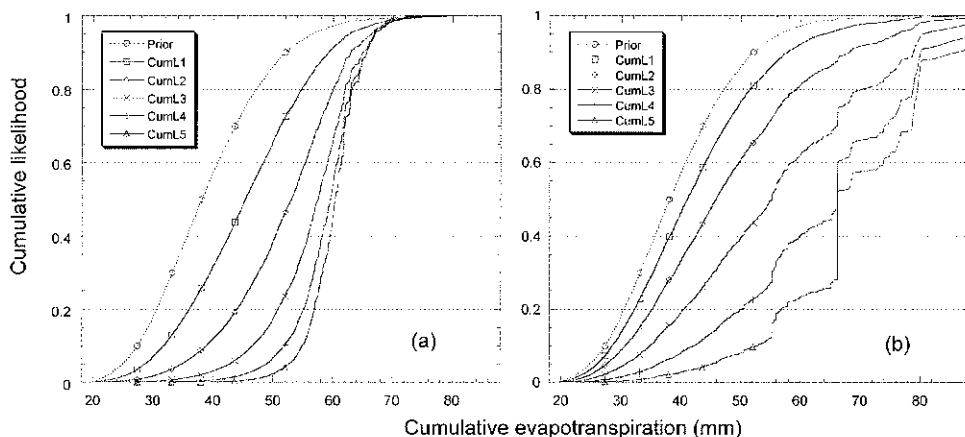 1
0.8
0.6
0.4
0.2
0
Cumulative likelihood
Prior
CumL1
CumL2
CumL3
CumL4
CumL5
(a)
20 30 40 50 60 70 80
1
0.8
0.6
0.4
0.2
0
Prior
CumL1
CumL2
CumL3
CumL4
CumL5
(b)
20 30 40 50 60 70 80
Cumulative evapotranspiration (mm)